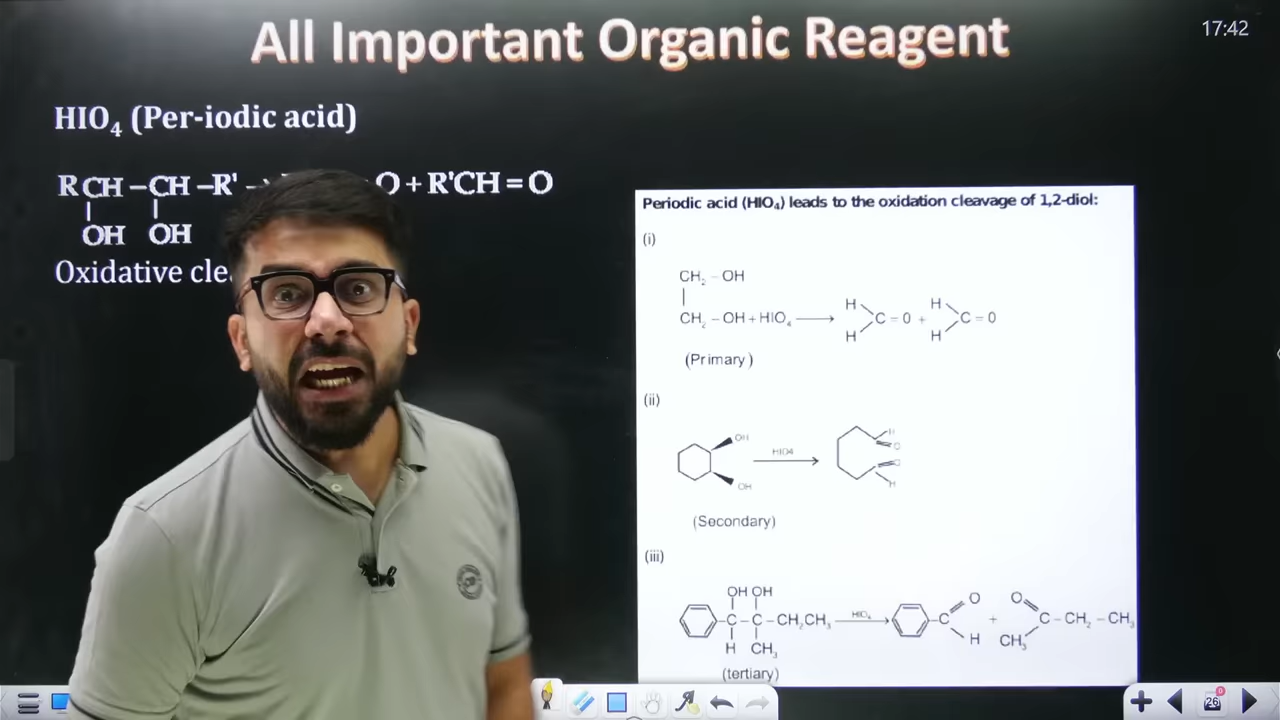 All Important Organic Reagent
17:42
HIO₄ (Per-iodic acid)
RCH – CH – R' → O + R'CH = O
OH OH
Oxidative
Periodic acid (HIO₄) leads to the oxidation cleavage of 1,2-diol:
(i)
CH₂ – OH
CH₂ – OH + HIO₄ → H H C = O + H H C = O
(Primary)
(ii)
OH
OH
HIO4
H
O
O
H
(Secondary)
(iii)
OH OH
C – C – CH₂CH₃ HIO₄ C O H + O C – CH₂ – CH₃
H CH₃ CH₃
(tertiary)
26
0